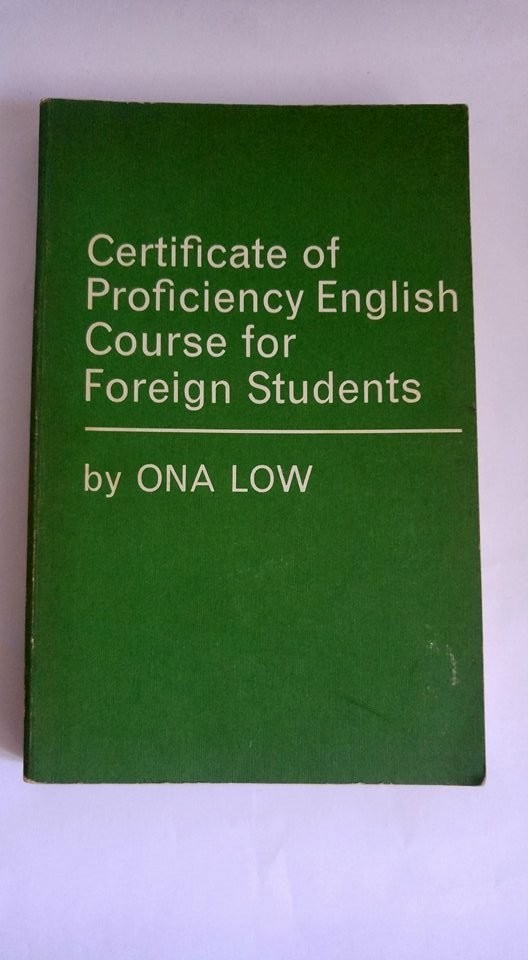 Certificate of
Proficiency English
Course for
Foreign Students
by ONA LOW